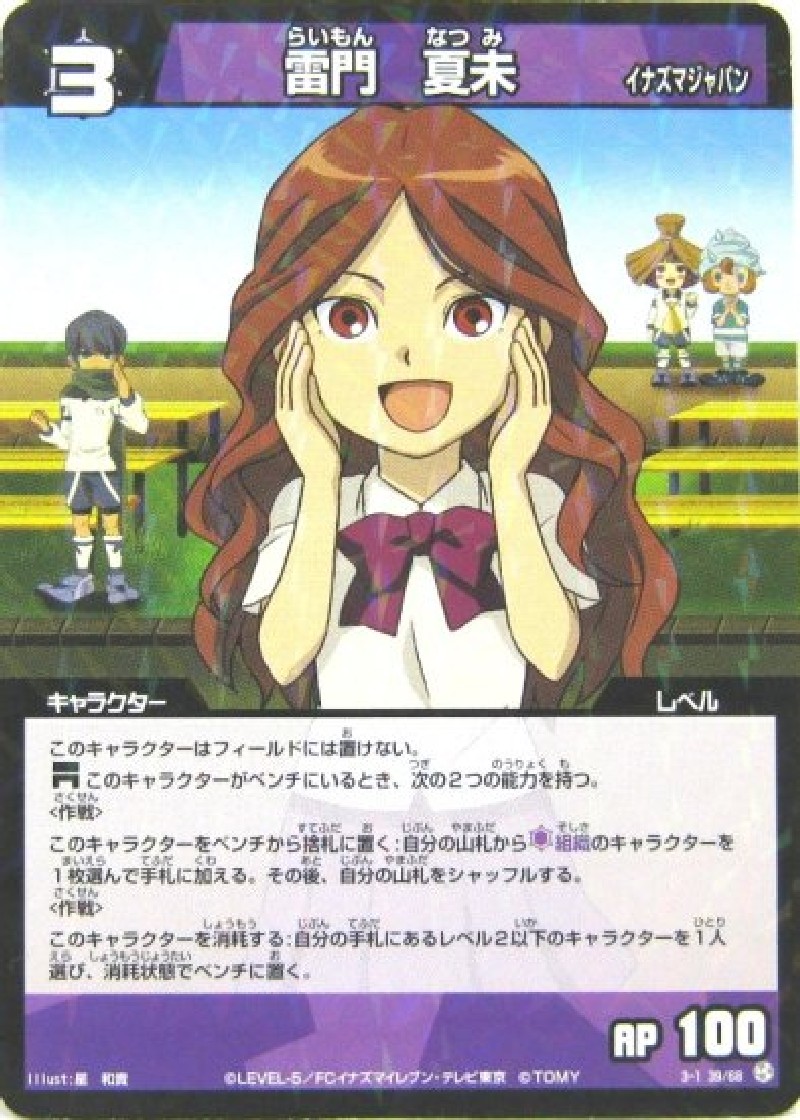 3
らいもん なつみ
雷門 夏未
イナズマジャパン
キャラクター
レベル
このキャラクターはフィールドには置けない。
このキャラクターがベンチにいるとき、次の2つの能力を持つ。
<作戦>
このキャラクターをベンチから捨札に置く:自分の山札から組織のキャラクターを
1枚選んで手札に加える。その後、自分の山札をシャッフルする。
<作戦>
このキャラクターを消耗する:自分の手札にあるレベル2以下のキャラクターを1人
選び、消耗状態でベンチに置く。
AP 100
Illust:星 和貴
©LEVEL-5/FCイナズマイレブン・テレビ東京 ©TOMY
3-1 39/68